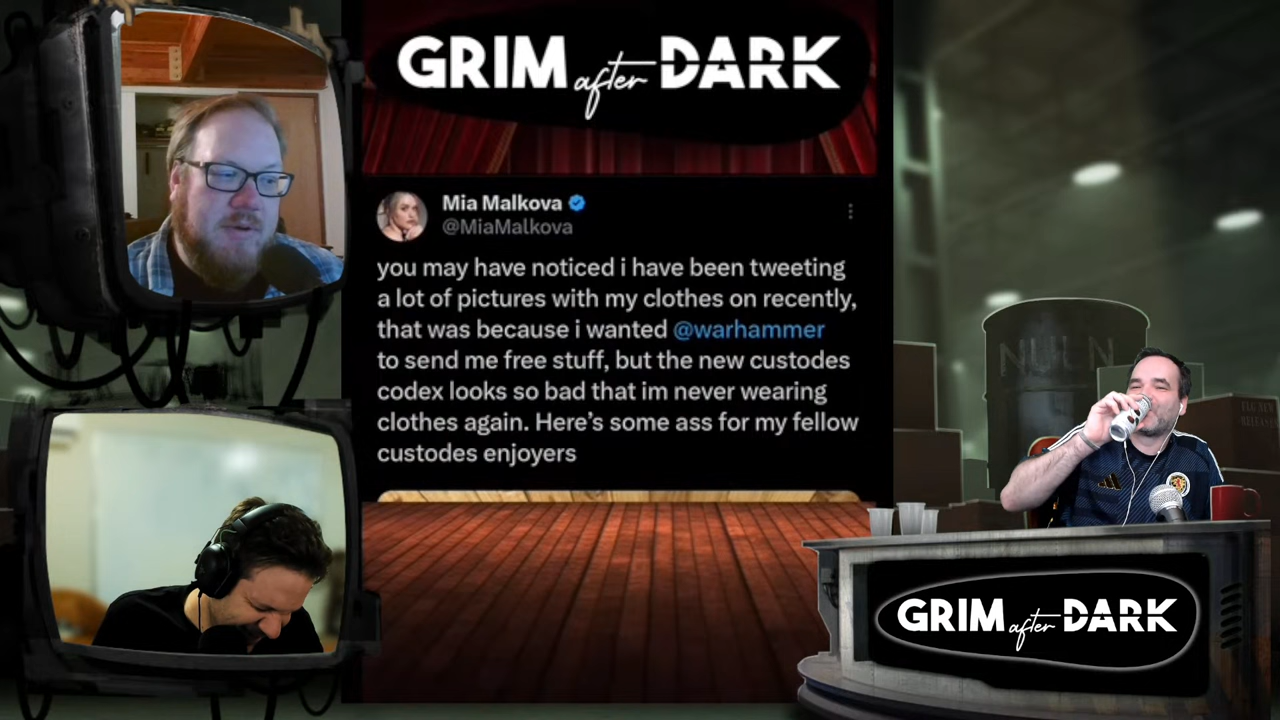 GRIM after DARK
Mia Malkova
@MiaMalkova
you may have noticed i have been tweeting
a lot of pictures with my clothes on recently,
that was because i wanted @warhammer
to send me free stuff, but the new custodes
codex looks so bad that im never wearing
clothes again. Here's some ass for my fellow
custodes enjoyers
GRIM after DARK